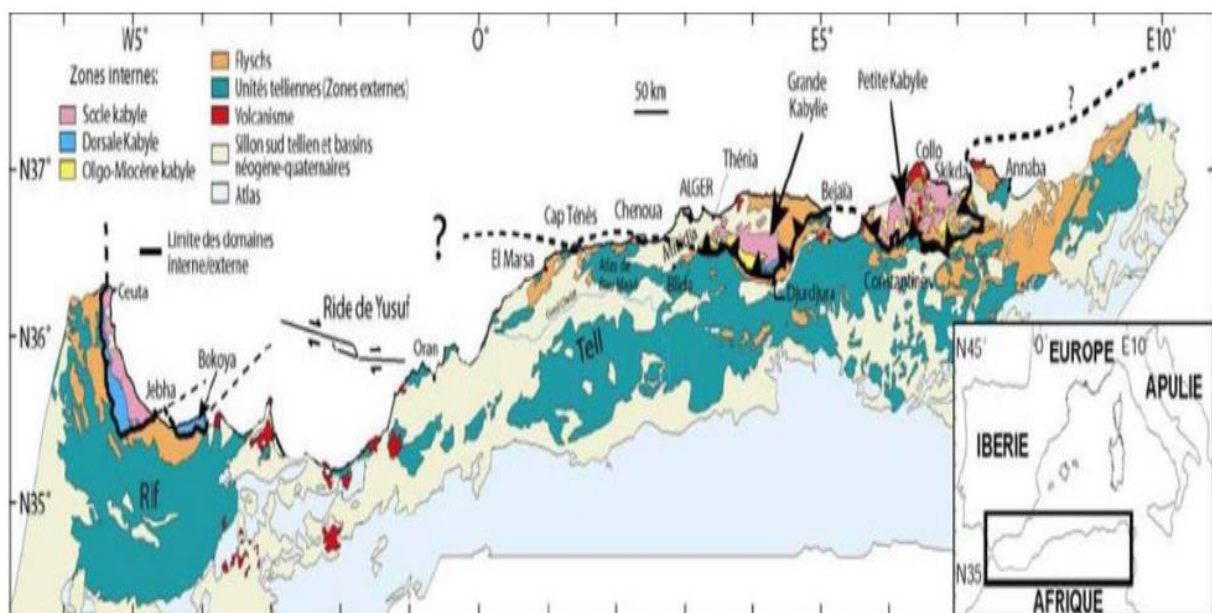 W5°
0°
E5°
E10°
Zones internes:
Socle kabyle
Dorsale Kabyle
Oligo-Miocène kabyle
Flyschs
Unités telliennes (Zones externes)
Volcanisme
Sillon sud tellien et bassins
néogène-quaternaires
Atlas
Limite des domaines
interne/externe
50 km
Grande
Kabylie
Petite Kabylie
?
N37°
Thénia
Collo
Skikda
Annaba
ALGER
Bejaïa
Chenoua
Cap Ténès
?
El Marsa
Blida
Djurdjura
Constantine
Ceuta
Ride de Yusuf
N36°
Oran
Tell
Bokoya
Jebha
Rif
N35°
N45°
0°
E10°
EUROPE
APULIE
IBERIE
N35°
AFRIQUE